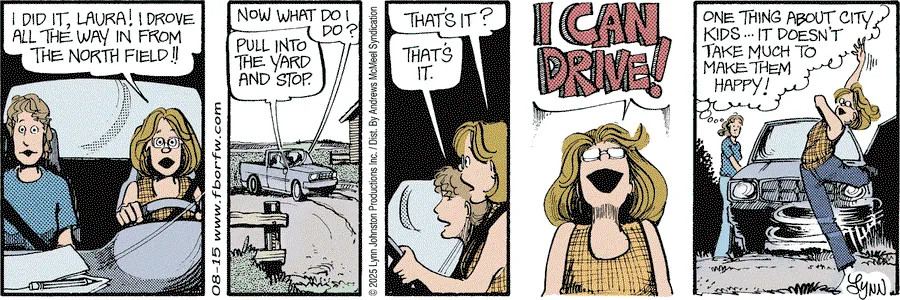 I DID IT, LAURA! I DROVE
ALL THE WAY IN FROM
THE NORTH FIELD!!
08-15 www.fborfw.com
NOW WHAT DO I
DO?
PULL INTO
THE YARD
AND STOP.
© 2025 Lynn Johnston Productions Inc. / Dist. By Andrews McMeel Syndication
THAT'S IT?
THAT'S
IT.
I CAN
DRIVE!
ONE THING ABOUT CITY
KIDS... IT DOESN'T
TAKE MUCH TO
MAKE THEM
HAPPY!
LYNN